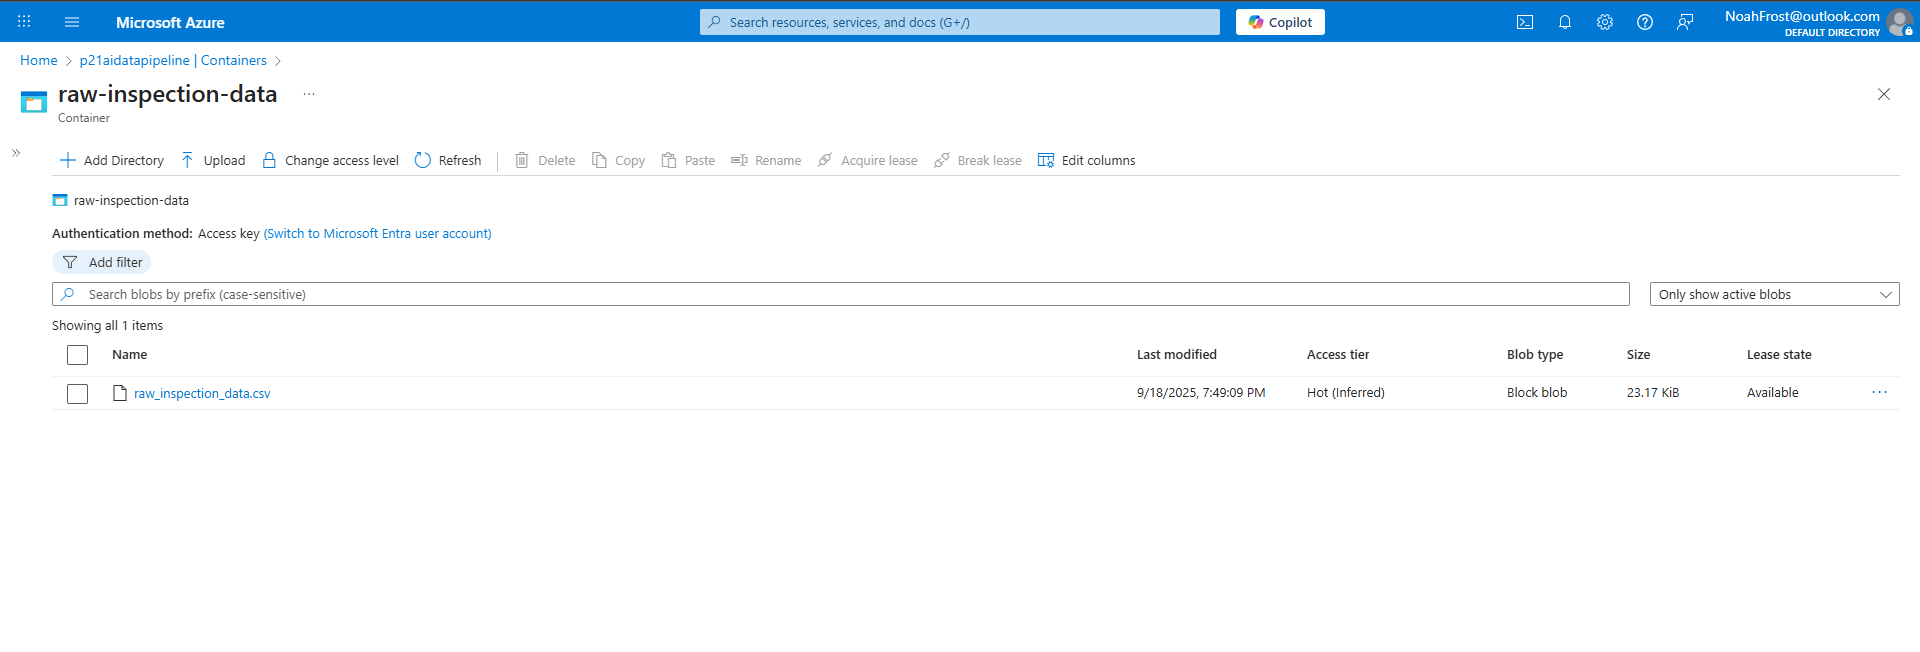 Microsoft Azure
Search resources, services, and docs (G+/)
Copilot
NoahFrost@outlook.com
DEFAULT DIRECTORY
Home > p21aidatapipeline | Containers >
raw-inspection-data ...
Container
Add Directory Upload Change access level Refresh Delete Copy Paste Rename Acquire lease Break lease Edit columns
raw-inspection-data
Authentication method: Access key (Switch to Microsoft Entra user account)
Add filter
Search blobs by prefix (case-sensitive)
Only show active blobs
Showing all 1 items
Name Last modified Access tier Blob type Size Lease state
raw_inspection_data.csv 9/18/2025, 7:49:09 PM Hot (Inferred) Block blob 23.17 KiB Available ...